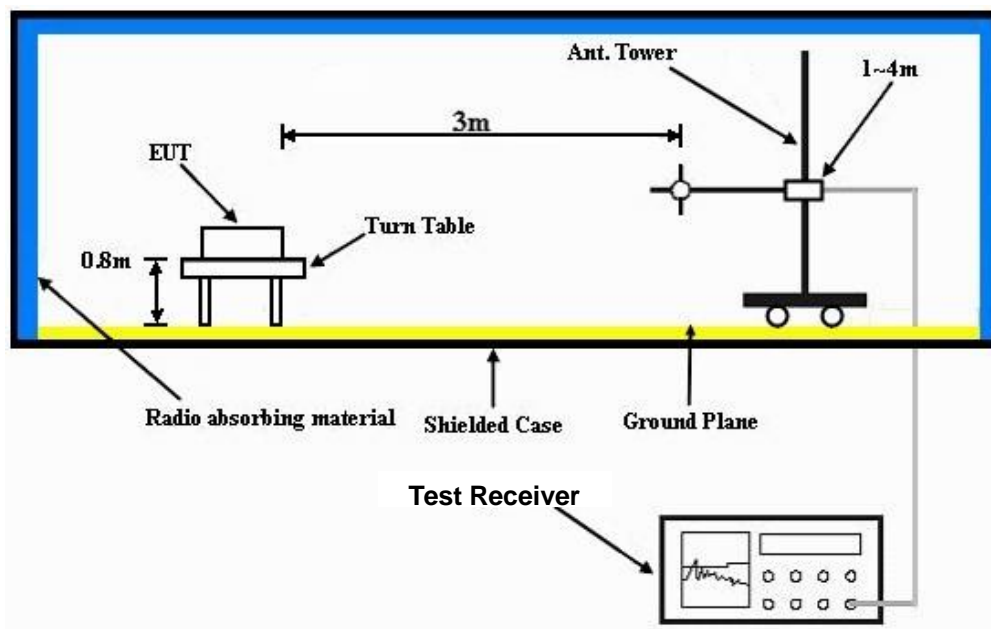 Ant. Tower
1~4m
3m
EUT
Turn Table
0.8m
Radio absorbing material
Shielded Case
Ground Plane
Test Receiver